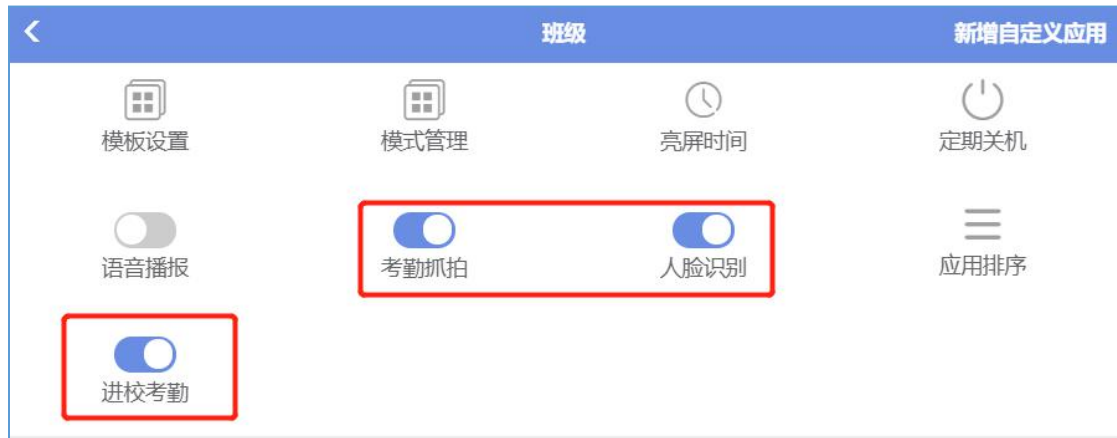 班级 新增自定义应用
模板设置 模式管理 亮屏时间 定期关机
语音播报 考勤抓拍 人脸识别 应用排序
进校考勤